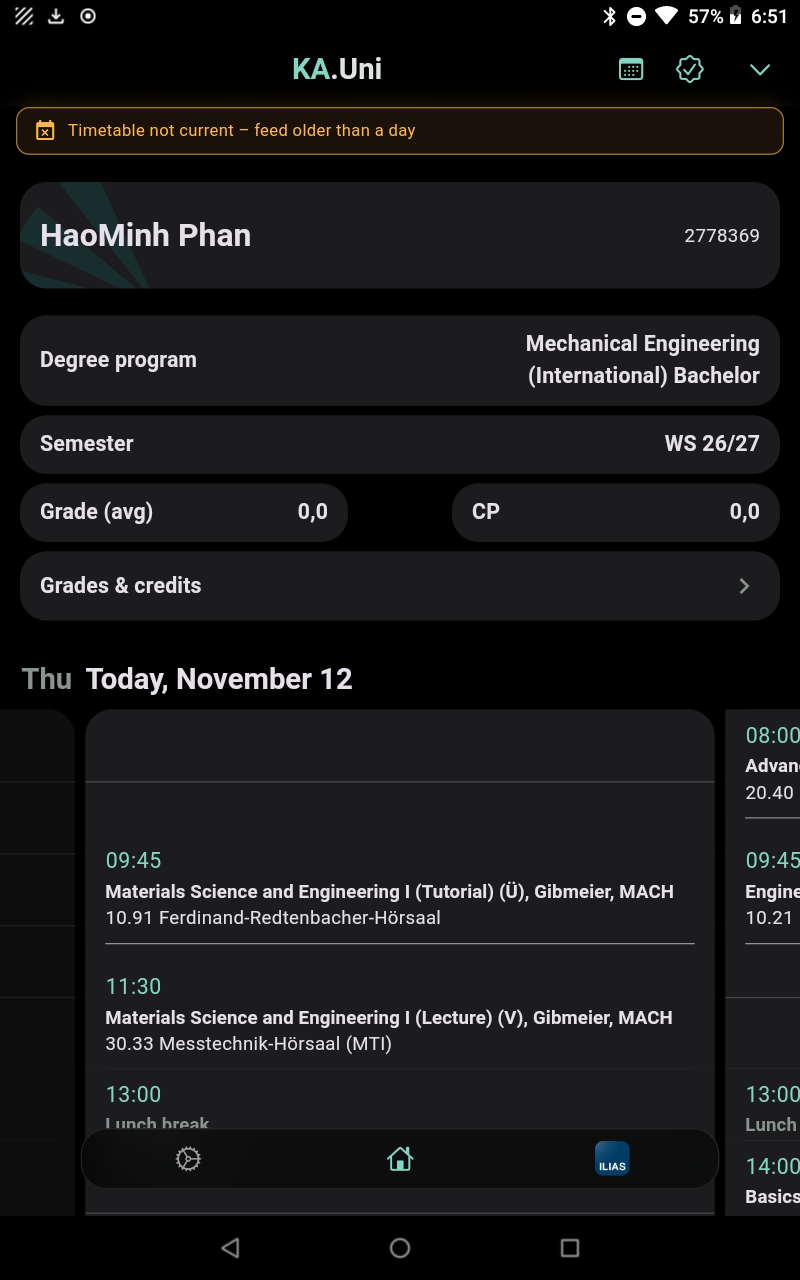 57% 6:51
KA.Uni
Timetable not current – feed older than a day
HaoMinh Phan
2778369
Degree program
Mechanical Engineering
(International) Bachelor
Semester
WS 26/27
Grade (avg)
0,0
CP
0,0
Grades & credits
Thu Today, November 12
09:45
Materials Science and Engineering I (Tutorial) (Ü), Gibmeier, MACH
10.91 Ferdinand-Redtenbacher-Hörsaal
11:30
Materials Science and Engineering I (Lecture) (V), Gibmeier, MACH
30.33 Messtechnik-Hörsaal (MTI)
13:00
Lunch break
08:00
Advan
20.40
09:45
Engine
10.21
13:00
Lunch
14:00
Basics
ILIAS